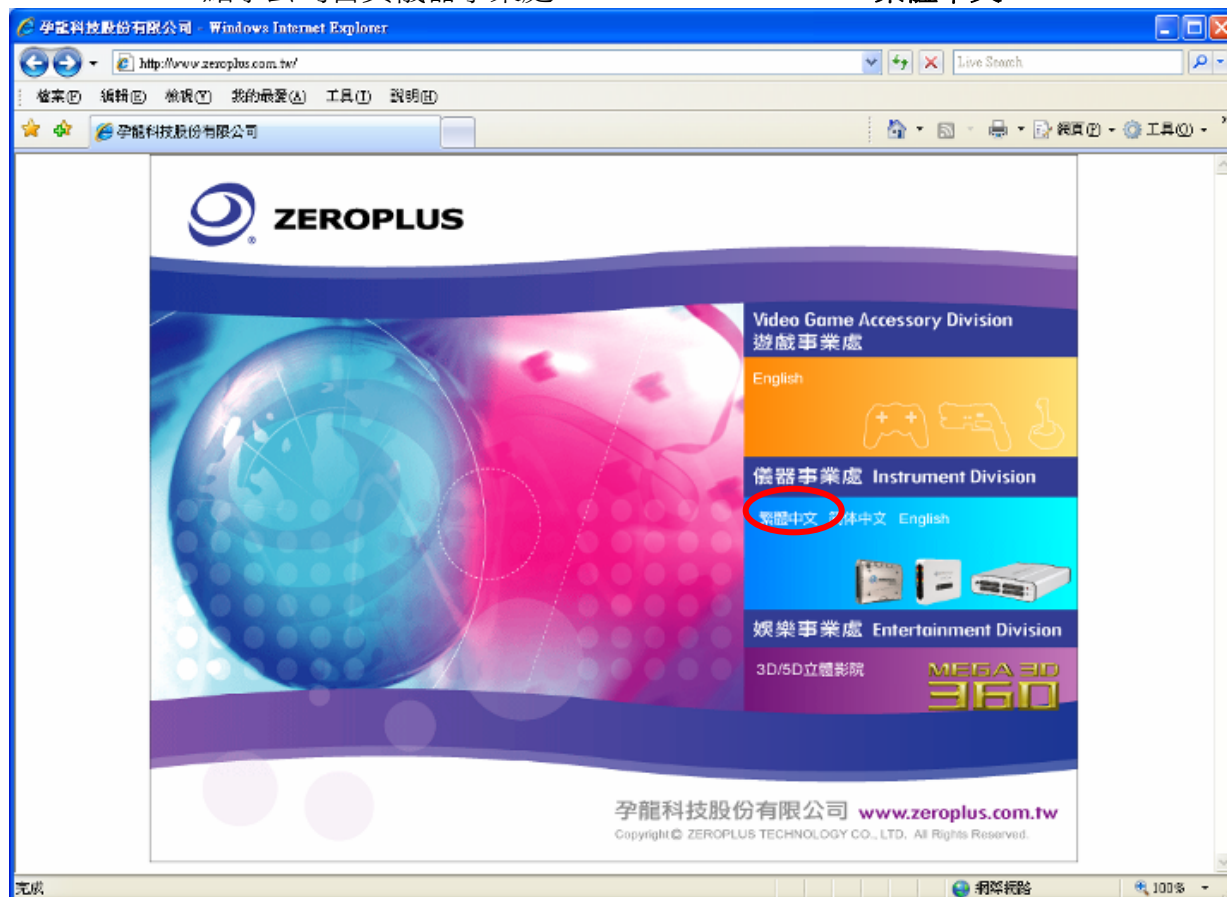 孕龍科技股份有限公司 - Windows Internet Explorer
http://www.zeroplus.com.tw/
Live Search
檔案(F) 編輯(E) 檢視(V) 我的最愛(A) 工具(T) 說明(H)
孕龍科技股份有限公司
網頁(P) 工具(O)
ZEROPLUS
Video Game Accessory Division
遊戲事業處
English
儀器事業處 Instrument Division
繁體中文 简体中文 English
娛樂事業處 Entertainment Division
3D/5D立體影院
MEGA 3D
360
孕龍科技股份有限公司 www.zeroplus.com.tw
Copyright© ZEROPLUS TECHNOLOGY CO., LTD. All Rights Reserved.
完成
網際網路
100%